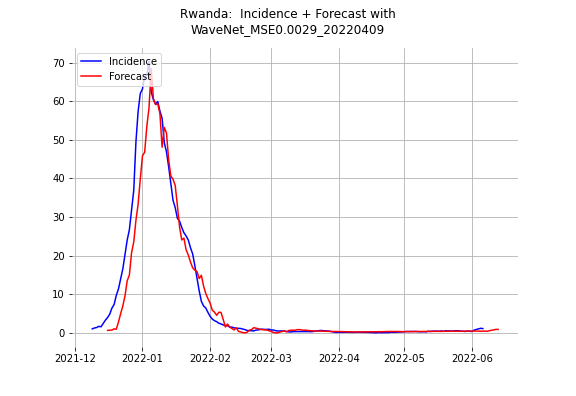 Rwanda:  Incidence + Forecast with
WaveNet_MSE0.0029_20220409
Incidence
Forecast
70
60
50
40
30
20
10
0
2021-12 2022-01 2022-02 2022-03 2022-04 2022-05 2022-06